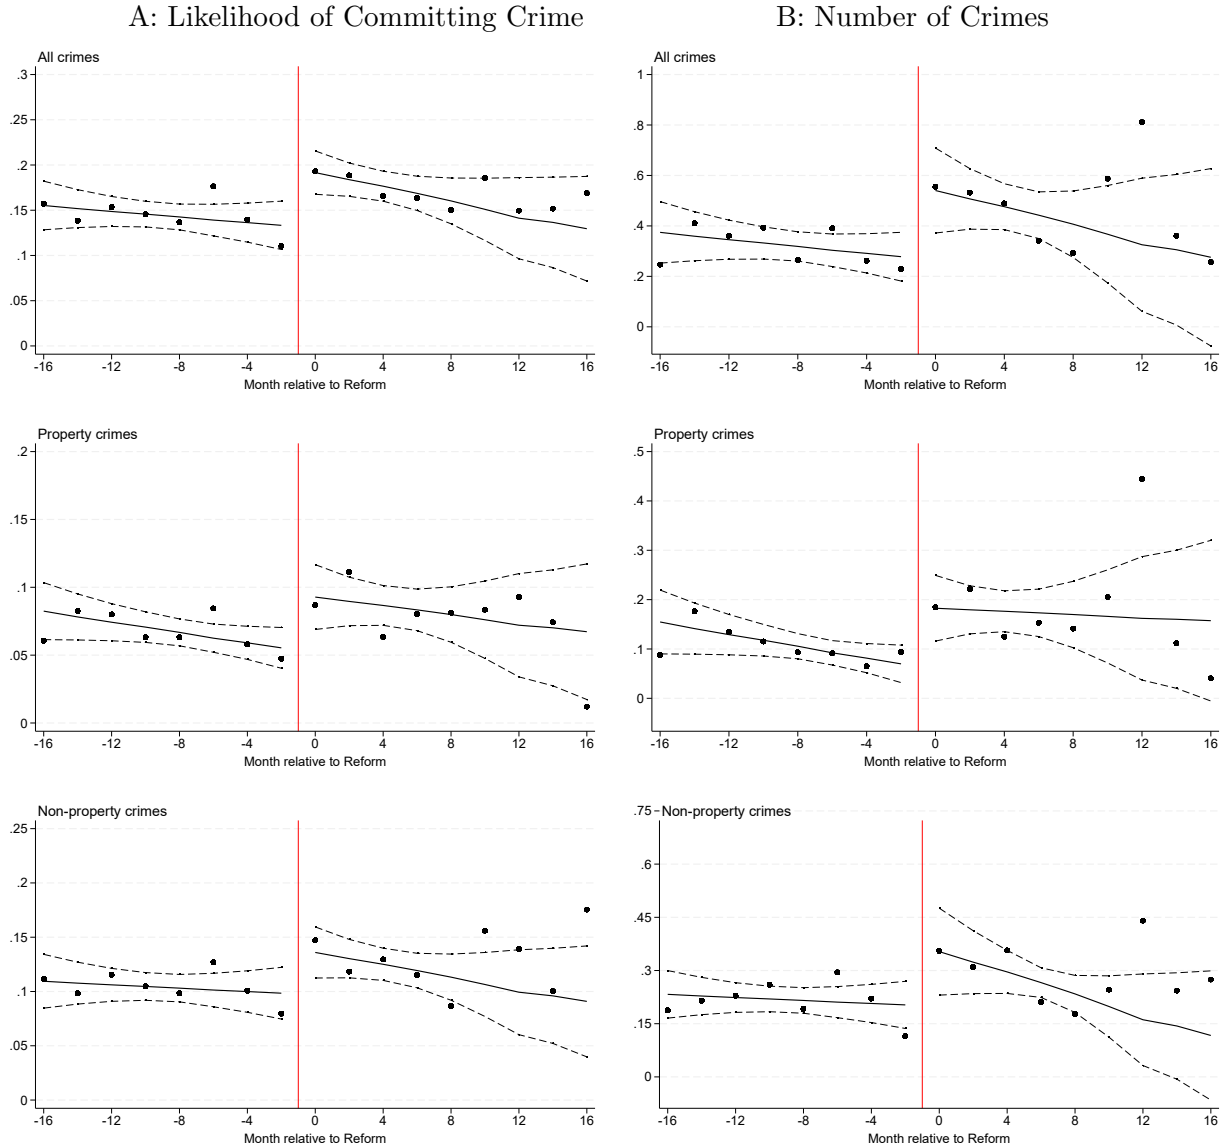 A: Likelihood of Committing Crime
B: Number of Crimes
All crimes
.3
.25
.2
.15
.1
.05
0
-16 -12 -8 -4 0 4 8 12 16
Month relative to Reform
All crimes
1
.8
.6
.4
.2
0
-16 -12 -8 -4 0 4 8 12 16
Month relative to Reform
Property crimes
.2
.15
.1
.05
0
-16 -12 -8 -4 0 4 8 12 16
Month relative to Reform
Property crimes
.5
.4
.3
.2
.1
0
-16 -12 -8 -4 0 4 8 12 16
Month relative to Reform
Non-property crimes
.25
.2
.15
.1
.05
0
-16 -12 -8 -4 0 4 8 12 16
Month relative to Reform
Non-property crimes
.75
.6
.45
.3
.15
0
-16 -12 -8 -4 0 4 8 12 16
Month relative to Reform